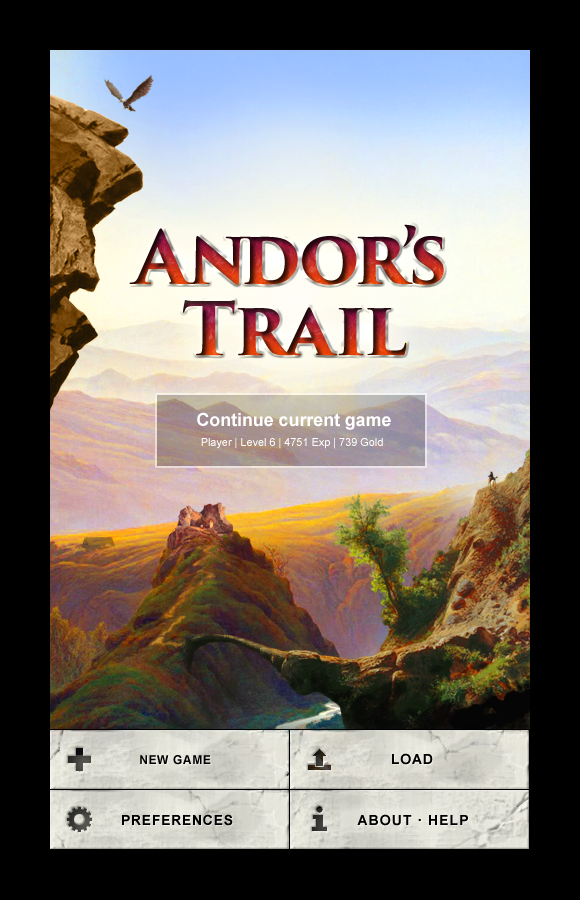 ANDOR'S
TRAIL
Continue current game
Player | Level 6 | 4751 Exp | 739 Gold
NEW GAME
LOAD
PREFERENCES
ABOUT · HELP